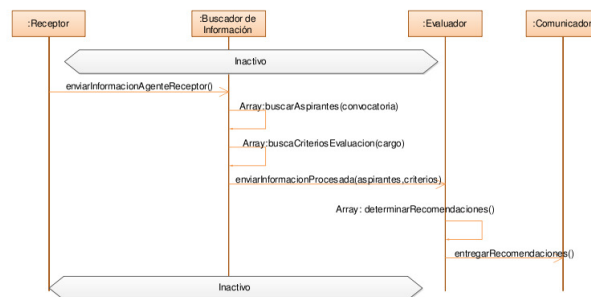 :Receptor
:Buscador de
Información
:Evaluador
:Comunicador
Inactivo
enviarInformacionAgenteReceptor()
Array:buscarAspirantes(convocatoria)
Array:buscaCriteriosEvaluacion(cargo)
enviarInformacionProcesada(aspirantes,criterios)
Array: determinarRecomendaciones()
entregarRecomendaciones()
Inactivo